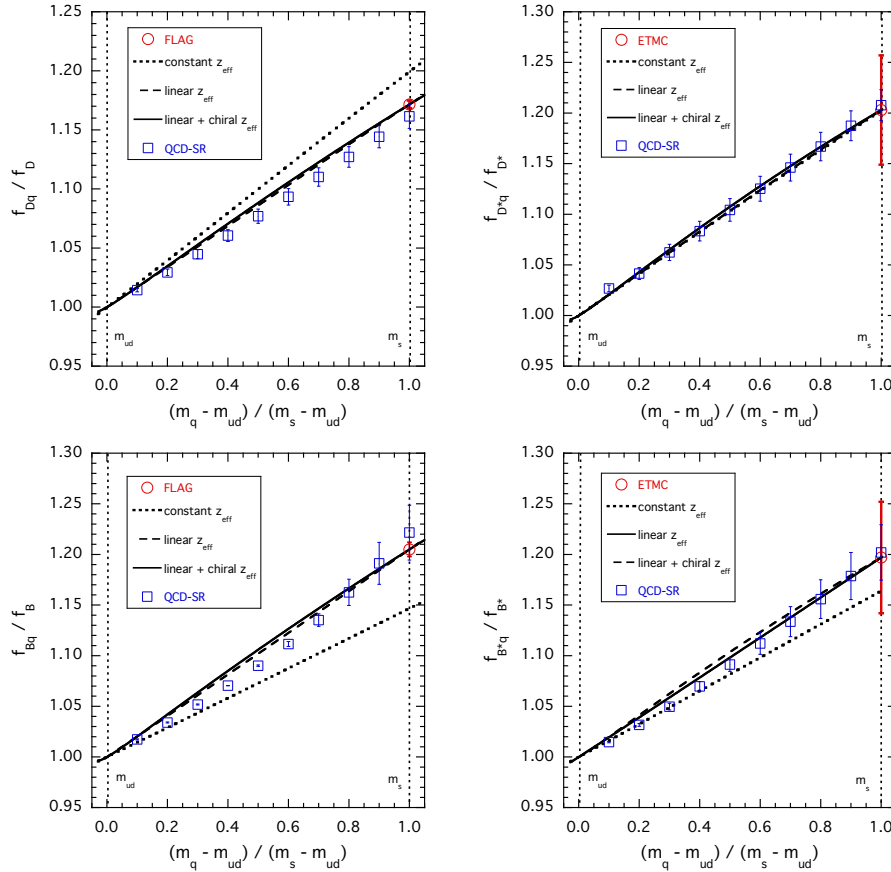 1.25
1.20
1.15
1.10
1.05
1.00
0.95
f_Dq / f_D
FLAG
constant z_eff
linear z_eff
linear + chiral z_eff
QCD-SR
m_ud
m_s
0.0 0.2 0.4 0.6 0.8 1.0
(m_q - m_ud) / (m_s - m_ud)
1.30
1.25
1.20
1.15
1.10
1.05
1.00
0.95
f_D*q / f_D*
ETMC
constant z_eff
linear z_eff
linear + chiral z_eff
QCD-SR
m_ud
m_s
0.0 0.2 0.4 0.6 0.8 1.0
(m_q - m_ud) / (m_s - m_ud)
1.30
1.25
1.20
1.15
1.10
1.05
1.00
0.95
f_Bq / f_B
FLAG
constant z_eff
linear z_eff
linear + chiral z_eff
QCD-SR
m_ud
m_s
0.0 0.2 0.4 0.6 0.8 1.0
(m_q - m_ud) / (m_s - m_ud)
1.30
1.25
1.20
1.15
1.10
1.05
1.00
0.95
f_B*q / f_B*
ETMC
constant z_eff
linear z_eff
linear + chiral z_eff
QCD-SR
m_ud
m_s
0.0 0.2 0.4 0.6 0.8 1.0
(m_q - m_ud) / (m_s - m_ud)